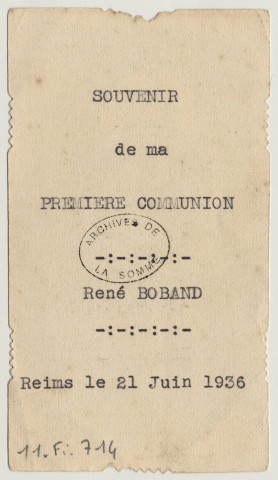 SOUVENIR
de ma
PREMIERE COMMUNION
ARCHIVES DE
LA SOMME
-:-:-:-:-
René BOBAND
-:-:-:-:-
Reims le 21 Juin 1936
11.Fi.714